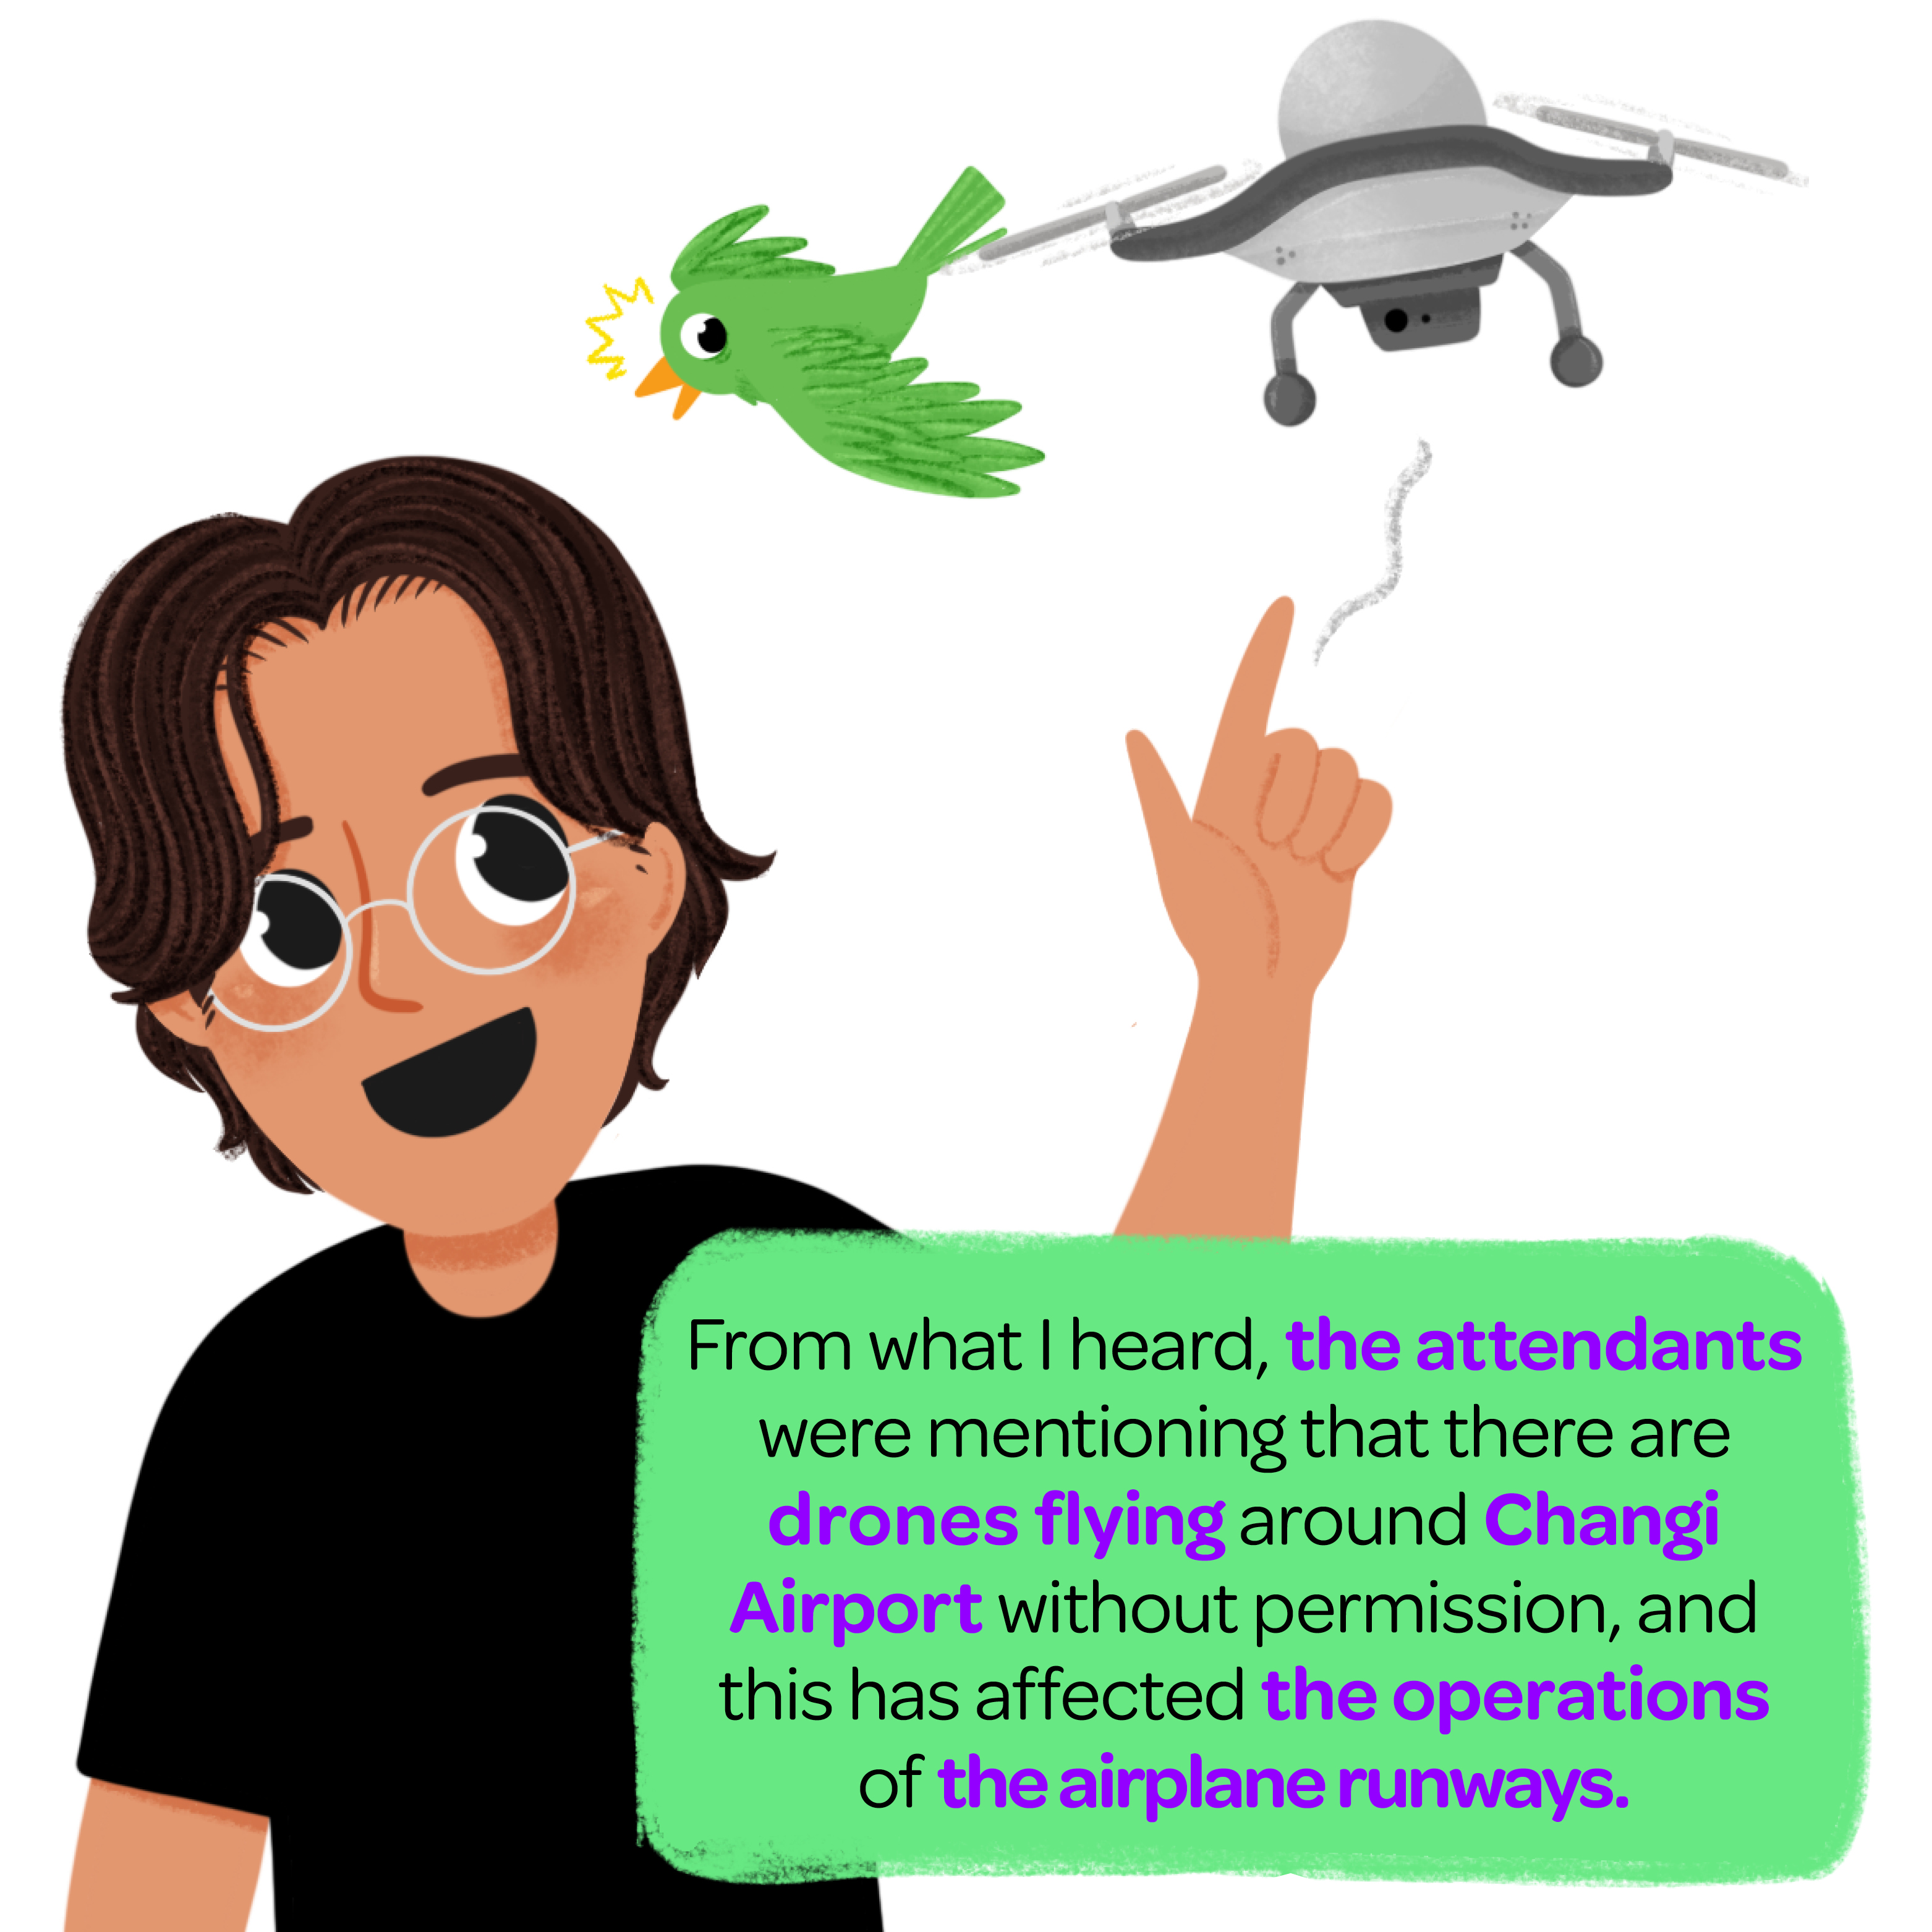 From what I heard, the attendants
were mentioning that there are
drones flying around Changi
Airport without permission, and
this has affected the operations
of the airplane runways.